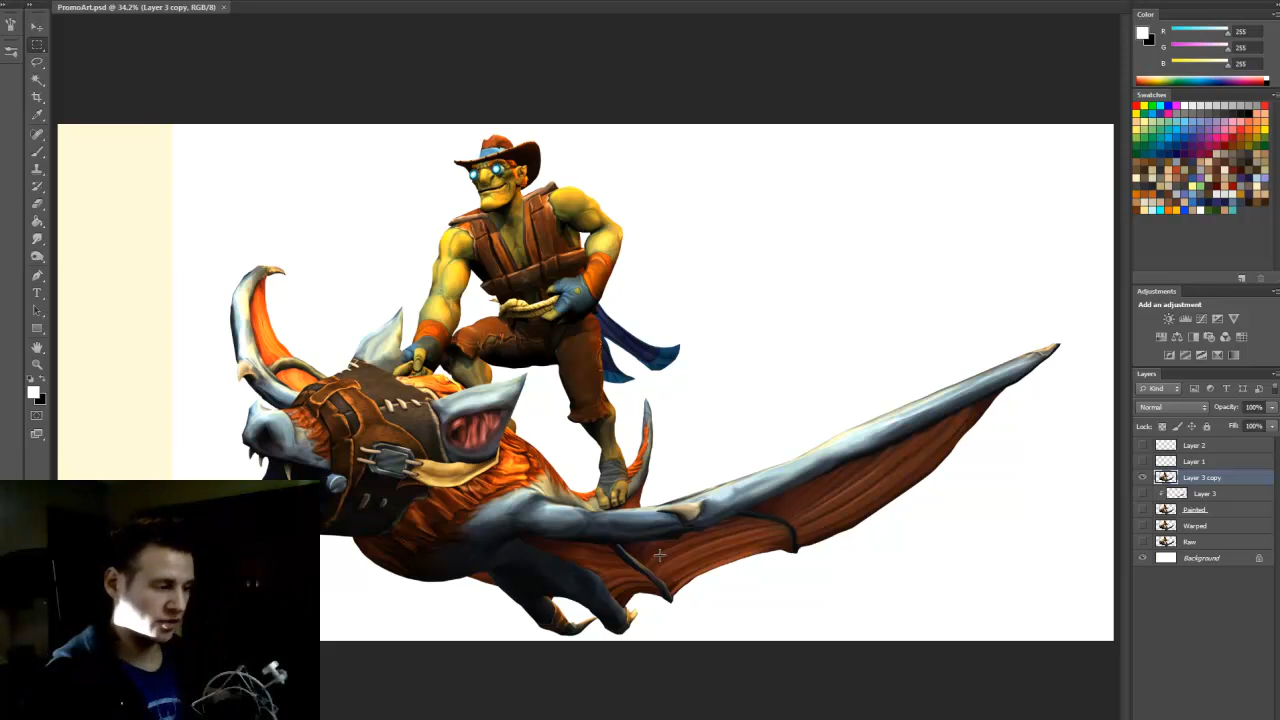 PromoArt.psd @ 34.2% (Layer 3 copy, RGB/8) ×
Color
R 255
G 255
B 255
Swatches
Adjustments
Add an adjustment
Layers
Kind
Normal Opacity: 100%
Lock: Fill: 100%
Layer 2
Layer 1
Layer 3 copy
Layer 3
Painted
Warped
Raw
Background
T